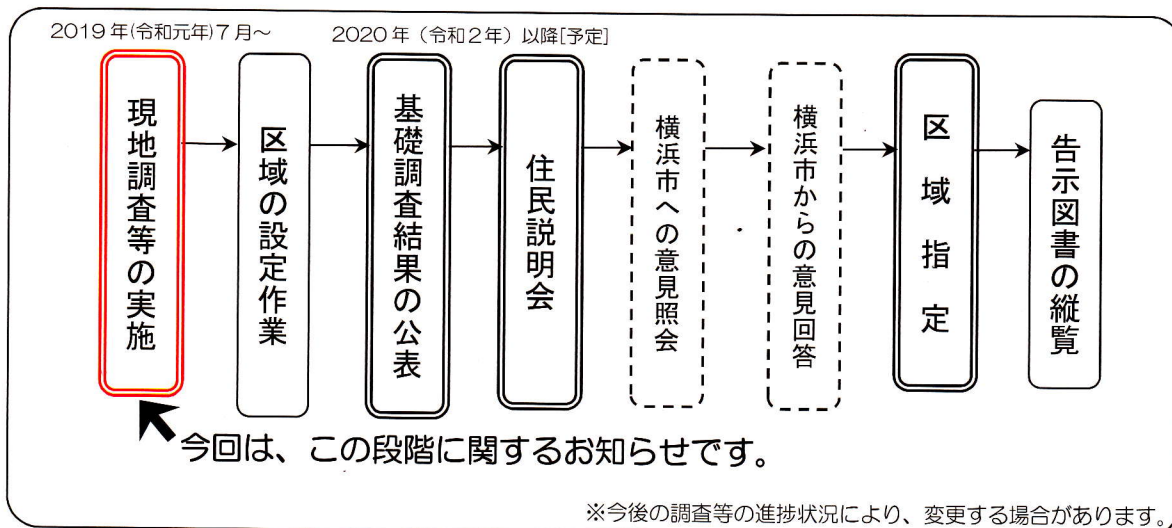 2019年(令和元年)7月～
2020年（令和2年）以降[予定]
現地調査等の実施
区域の設定作業
基礎調査結果の公表
住民説明会
横浜市への意見照会
横浜市からの意見回答
区域指定
告示図書の縦覧
今回は、この段階に関するお知らせです。
※今後の調査等の進捗状況により、変更する場合があります。